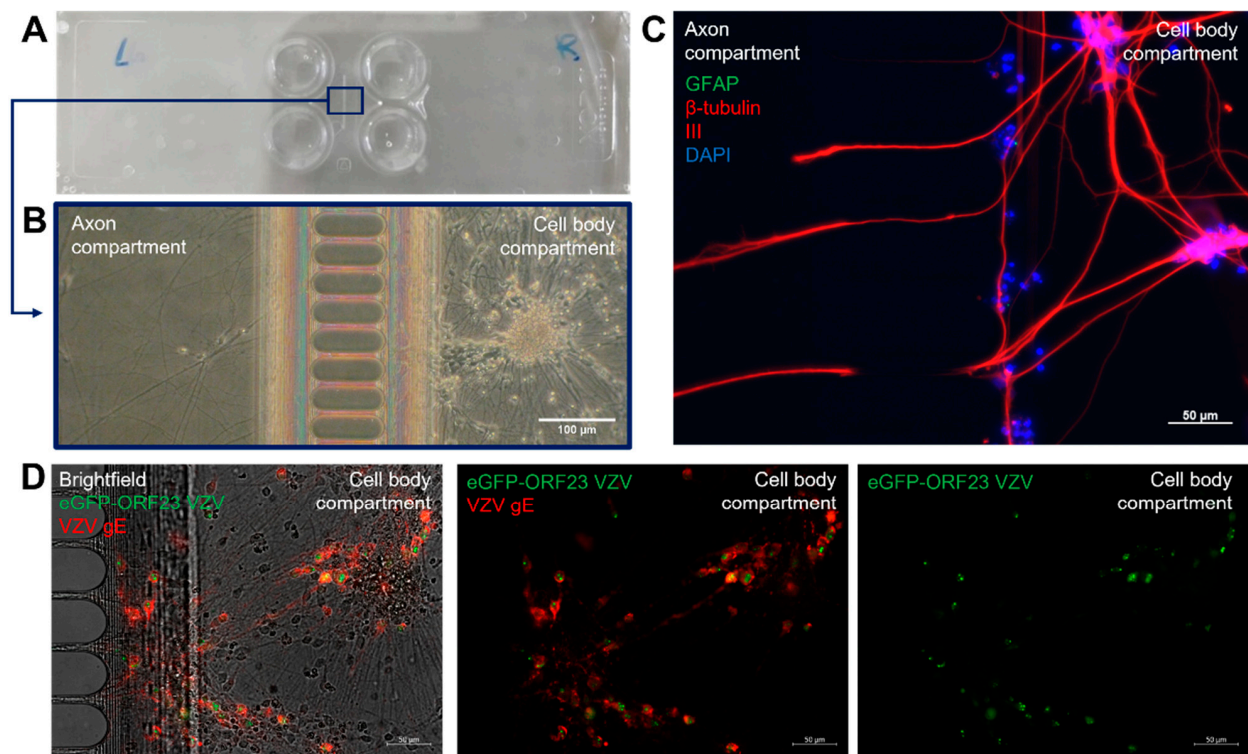 A
L
R
B
Axon
compartment
Cell body
compartment
100 µm
C
Axon
compartment
Cell body
compartment
GFAP
β-tubulin
III
DAPI
50 µm
D
Brightfield
eGFP-ORF23 VZV
VZV gE
Cell body
compartment
50 µm
eGFP-ORF23 VZV
VZV gE
Cell body
compartment
50 µm
eGFP-ORF23 VZV
Cell body
compartment
50 µm